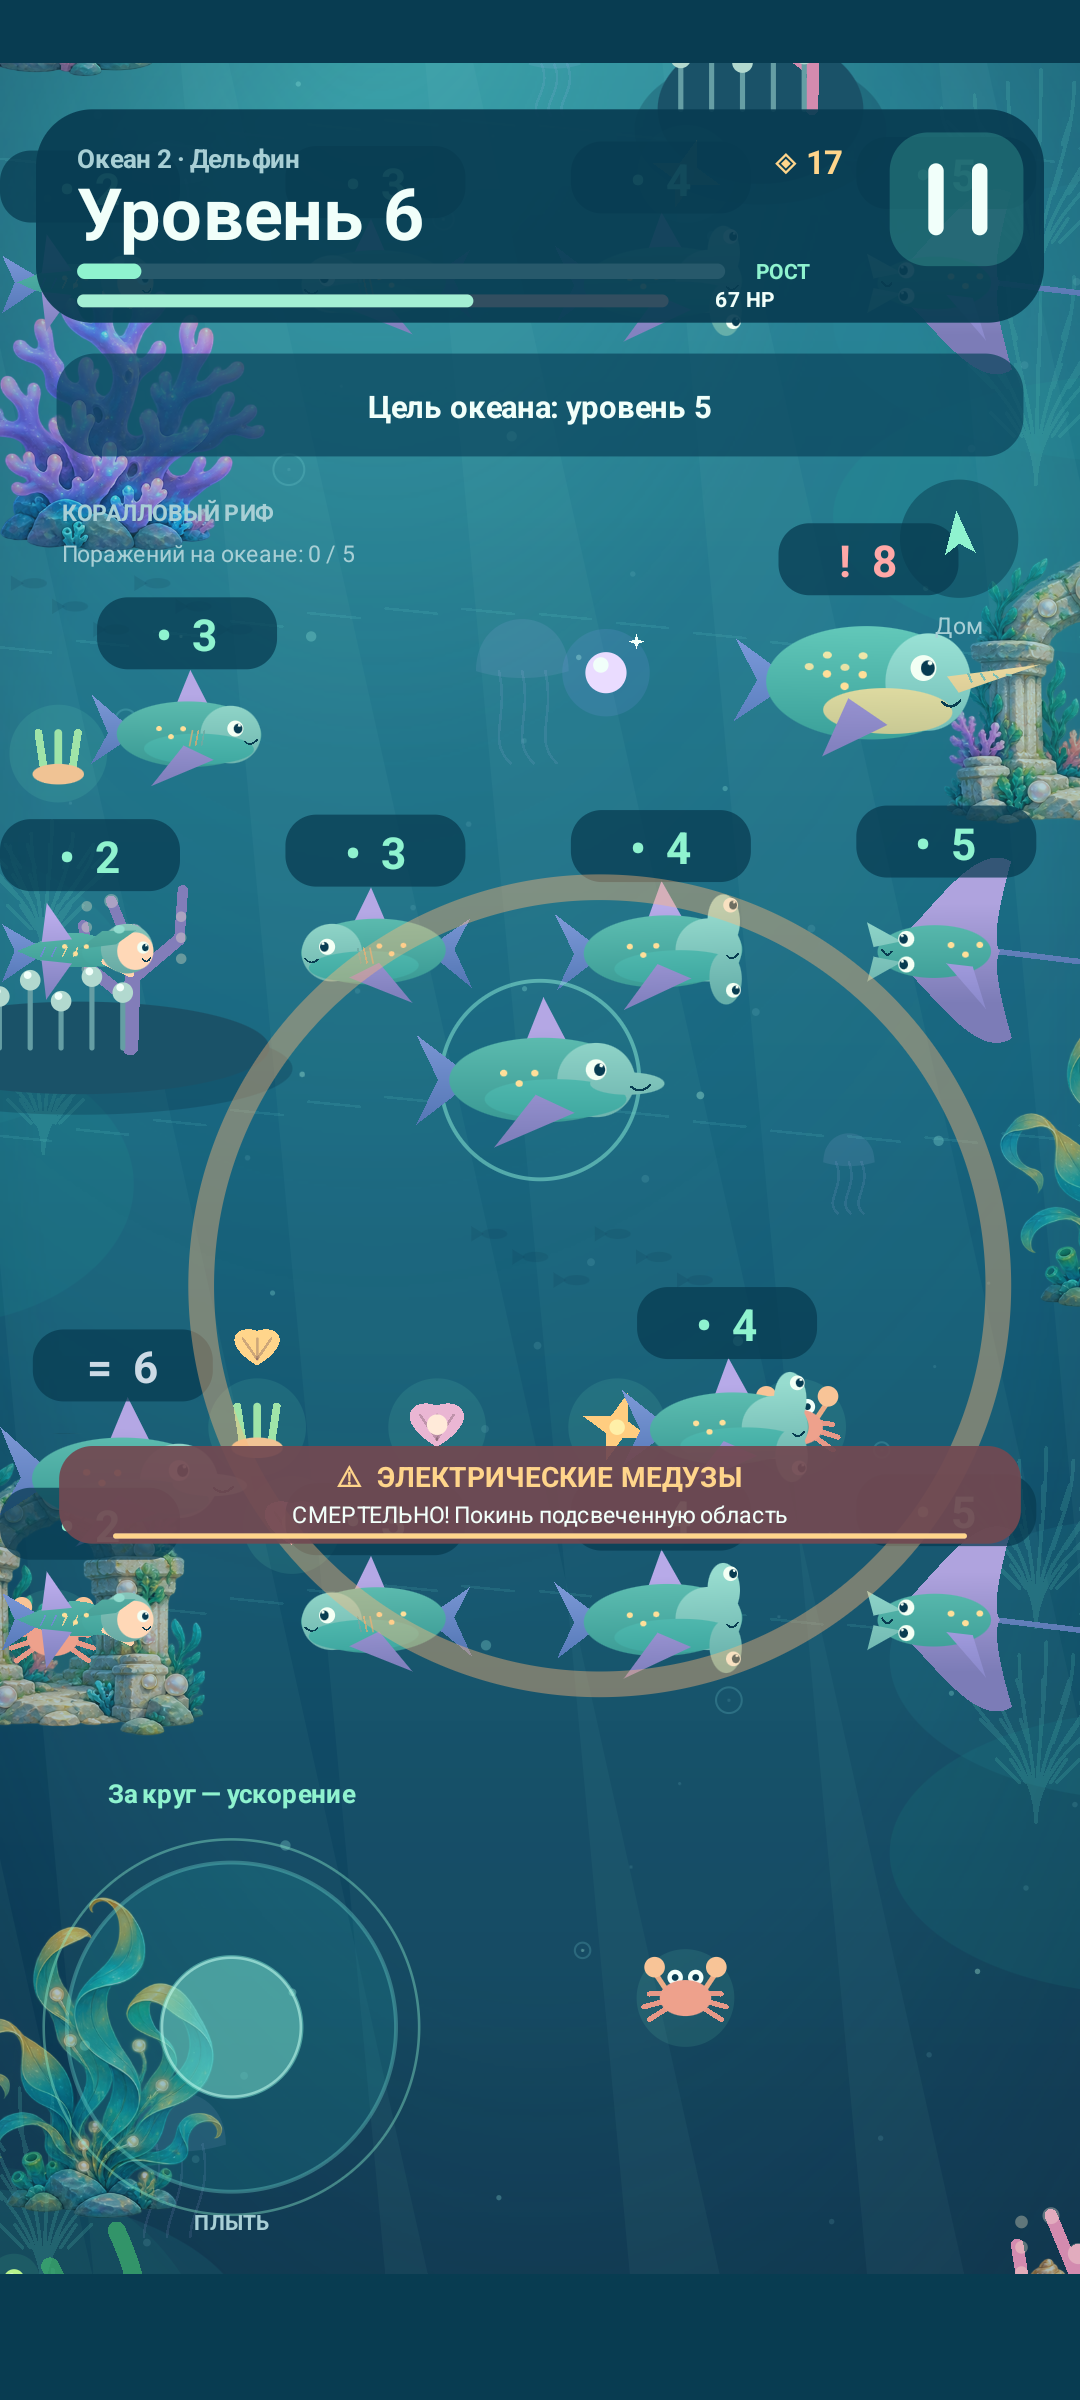 Океан 2 · Дельфин
17
Уровень 6
РОСТ
67 HP
Цель океана: уровень 5
КОРАЛЛОВЫЙ РИФ
Поражений на океане: 0 / 5
! 8
Дом
• 3
• 2
• 3
• 4
• 5
• 4
= 6
⚠ ЭЛЕКТРИЧЕСКИЕ МЕДУЗЫ
СМЕРТЕЛЬНО! Покинь подсвеченную область
За круг — ускорение
ПЛЫТЬ